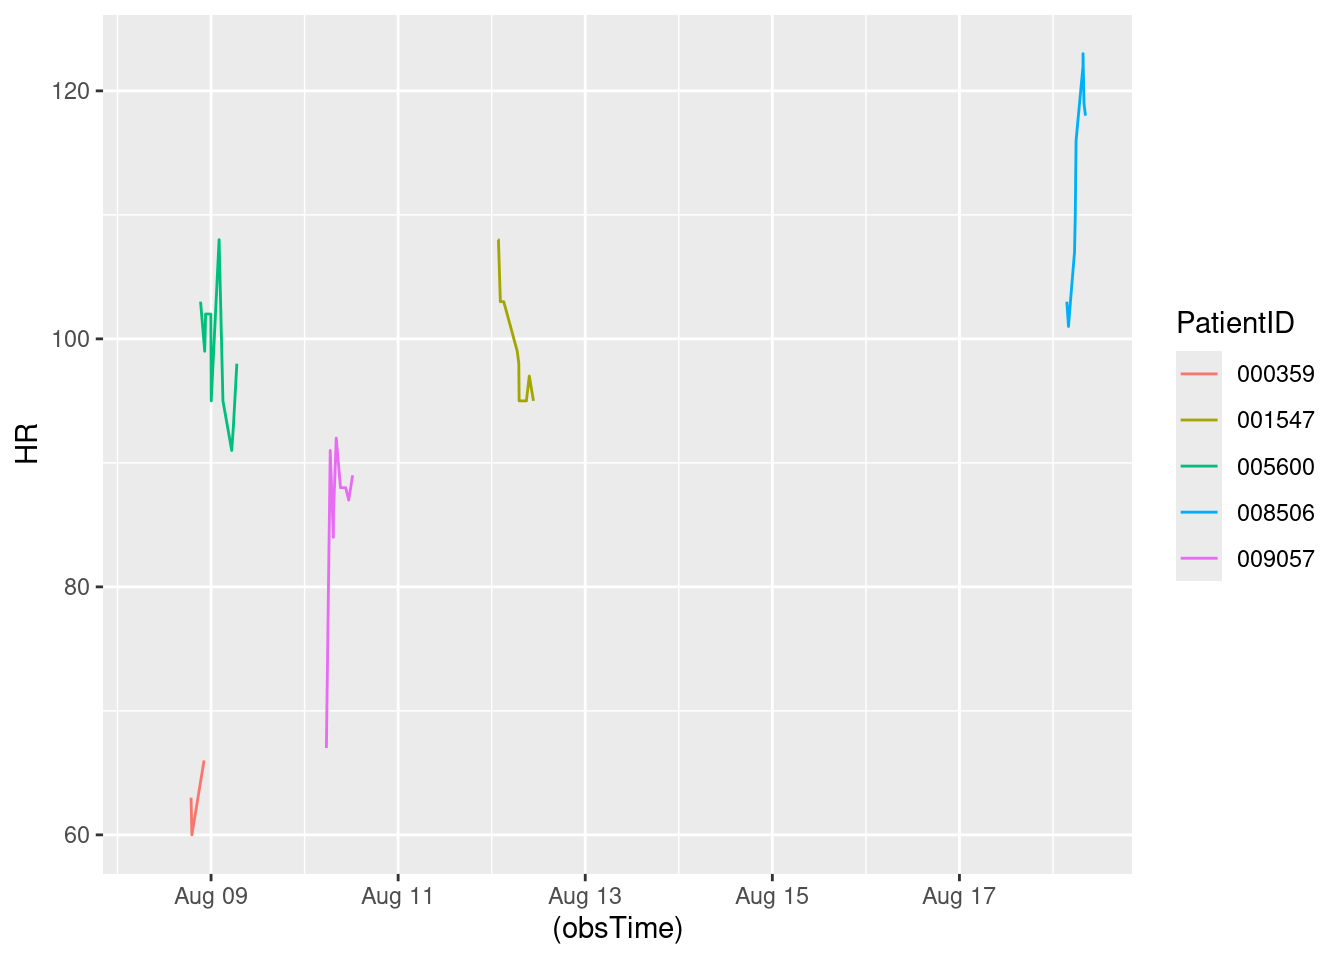 120
100
80
60
HR
Aug 09
Aug 11
Aug 13
Aug 15
Aug 17
(obsTime)
PatientID
000359
001547
005600
008506
009057